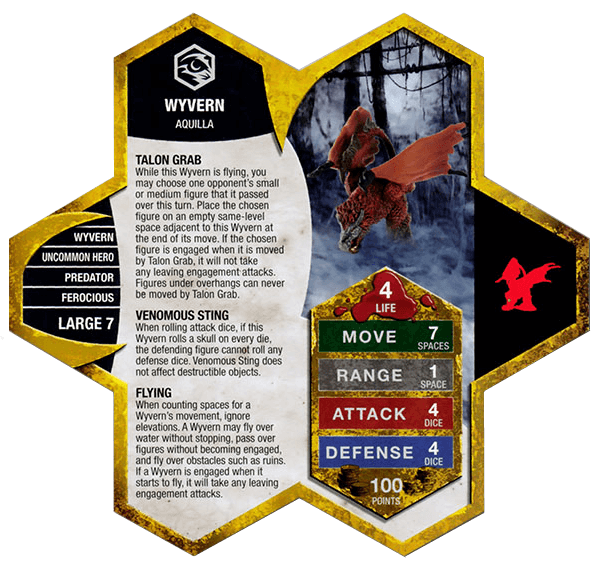 WYVERN
AQUILLA
TALON GRAB
While this Wyvern is flying, you
may choose one opponent's small
or medium figure that it passed
over this turn. Place the chosen
figure on an empty same-level
space adjacent to this Wyvern at
the end of its move. If the chosen
figure is engaged when it is moved
by Talon Grab, it will not take
any leaving engagement attacks.
Figures under overhangs can never
be moved by Talon Grab.
VENOMOUS STING
When rolling attack dice, if this
Wyvern rolls a skull on every die,
the defending figure cannot roll any
defense dice. Venomous Sting does
not affect destructible objects.
FLYING
When counting spaces for a
Wyvern's movement, ignore
elevations. A Wyvern may fly over
water without stopping, pass over
figures without becoming engaged,
and fly over obstacles such as ruins.
If a Wyvern is engaged when it
starts to fly, it will take any leaving
engagement attacks.
WYVERN
UNCOMMON HERO
PREDATOR
FEROCIOUS
LARGE 7
4
LIFE
MOVE 7
SPACES
RANGE 1
SPACE
ATTACK 4
DICE
DEFENSE 4
DICE
100
POINTS